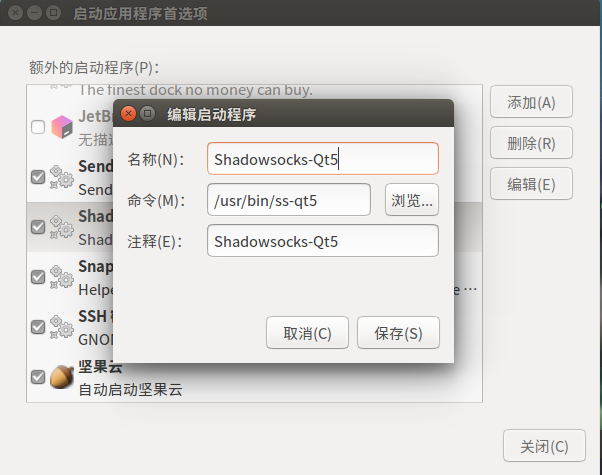 启动应用程序首选项
额外的启动程序(P)：
The finest dock no money can buy.
添加(A)
JetB
无描述
编辑启动程序
删除(R)
名称(N)：
Shadowsocks-Qt5
Send
Send
编辑(E)
命令(M)：
/usr/bin/ss-qt5
浏览...
Shad
Shad
注释(E)：
Shadowsocks-Qt5
Snap
Helpe
e …
SSH
GNO
取消(C)
保存(S)
坚果云
自动启动坚果云
关闭(C)